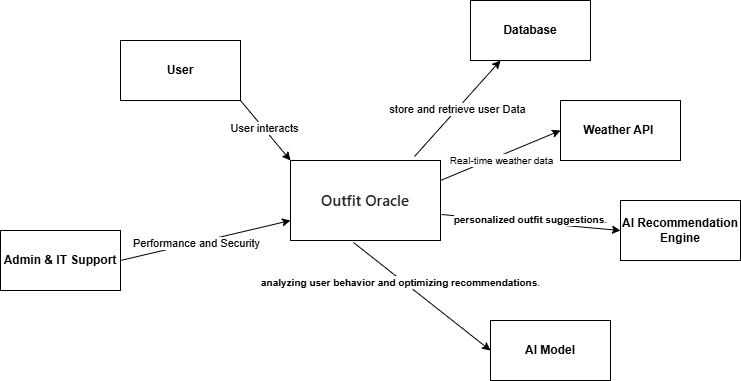 Database
User
store and retrieve user Data
User interacts
Weather API
Real-time weather data
Outfit Oracle
personalized outfit suggestions.
AI Recommendation
Engine
Performance and Security
Admin & IT Support
analyzing user behavior and optimizing recommendations.
AI Model